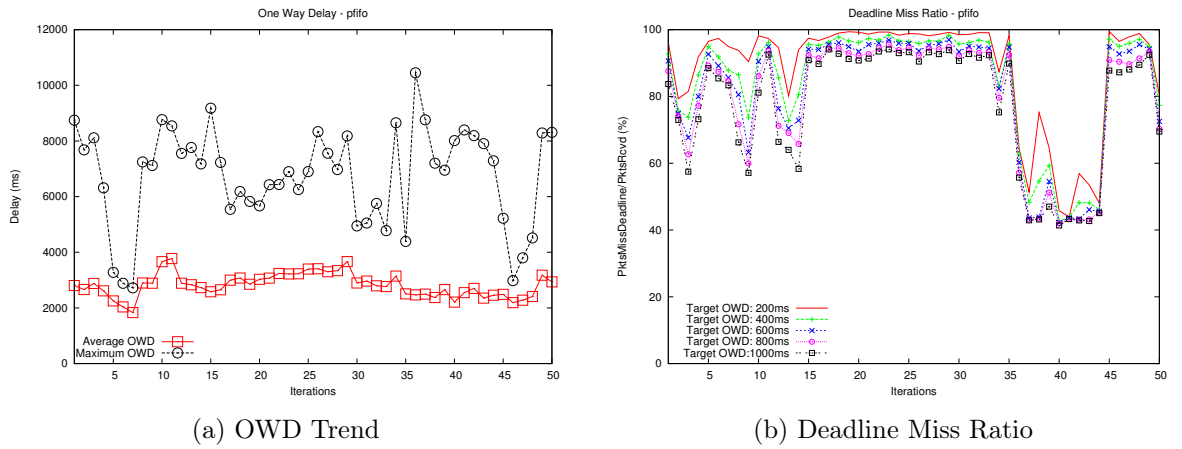 One Way Delay - pfifo
12000
10000
8000
6000
4000
2000
0
Delay (ms)
Average OWD
Maximum OWD
5 10 15 20 25 30 35 40 45 50
Iterations
(a) OWD Trend
Deadline Miss Ratio - pfifo
100
80
60
40
20
0
PktsMissDeadline/PktsRcvd (%)
Target OWD: 200ms
Target OWD: 400ms
Target OWD: 600ms
Target OWD: 800ms
Target OWD:1000ms
5 10 15 20 25 30 35 40 45 50
Iterations
(b) Deadline Miss Ratio